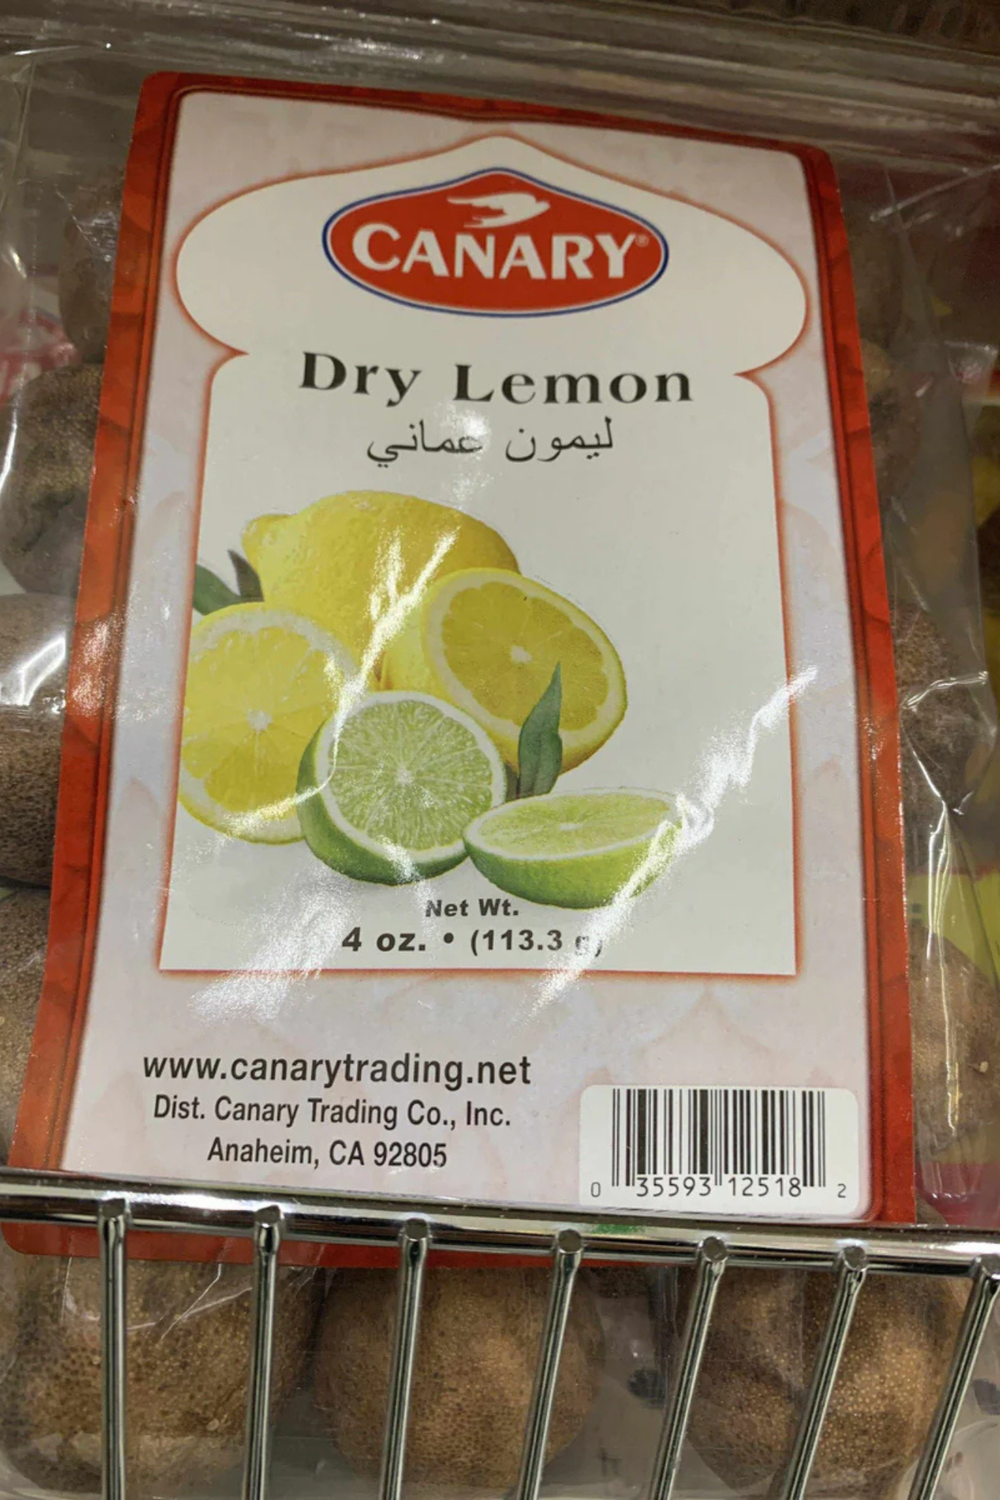 CANARY®
Dry Lemon
ليمون عماني
Net Wt.
4 oz. • (113.3 g)
www.canarytrading.net
Dist. Canary Trading Co., Inc.
Anaheim, CA 92805
0 35593 12518 2